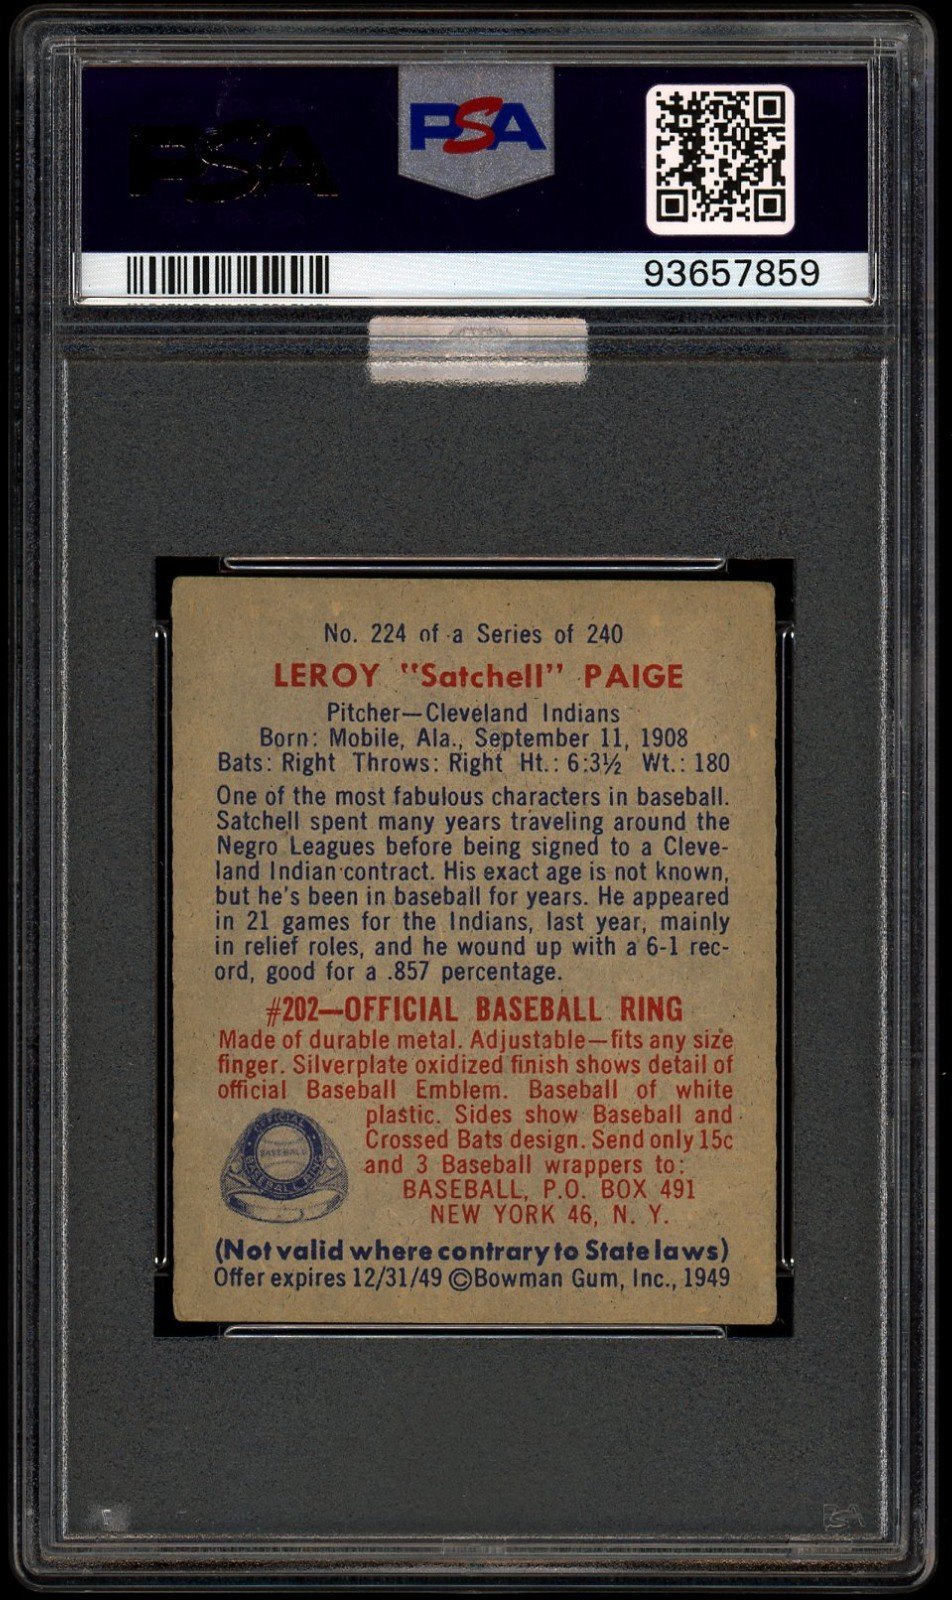 PSA
PSA
93657859
No. 224 of a Series of 240
LEROY "Satchell" PAIGE
Pitcher—Cleveland Indians
Born: Mobile, Ala., September 11, 1908
Bats: Right Throws: Right Ht.: 6:3½ Wt.: 180
One of the most fabulous characters in baseball.
Satchell spent many years traveling around the
Negro Leagues before being signed to a Cleve-
land Indian contract. His exact age is not known,
but he's been in baseball for years. He appeared
in 21 games for the Indians, last year, mainly
in relief roles, and he wound up with a 6-1 rec-
ord, good for a .857 percentage.
#202—OFFICIAL BASEBALL RING
Made of durable metal. Adjustable—fits any size
finger. Silverplate oxidized finish shows detail of
official Baseball Emblem. Baseball of white
plastic. Sides show Baseball and
Crossed Bats design. Send only 15c
and 3 Baseball wrappers to:
BASEBALL, P.O. BOX 491
NEW YORK 46, N. Y.
OFFICIAL
BASEBALL
BASEBALL RING
(Not valid where contrary to State laws)
Offer expires 12/31/49 ©Bowman Gum, Inc., 1949
PSA